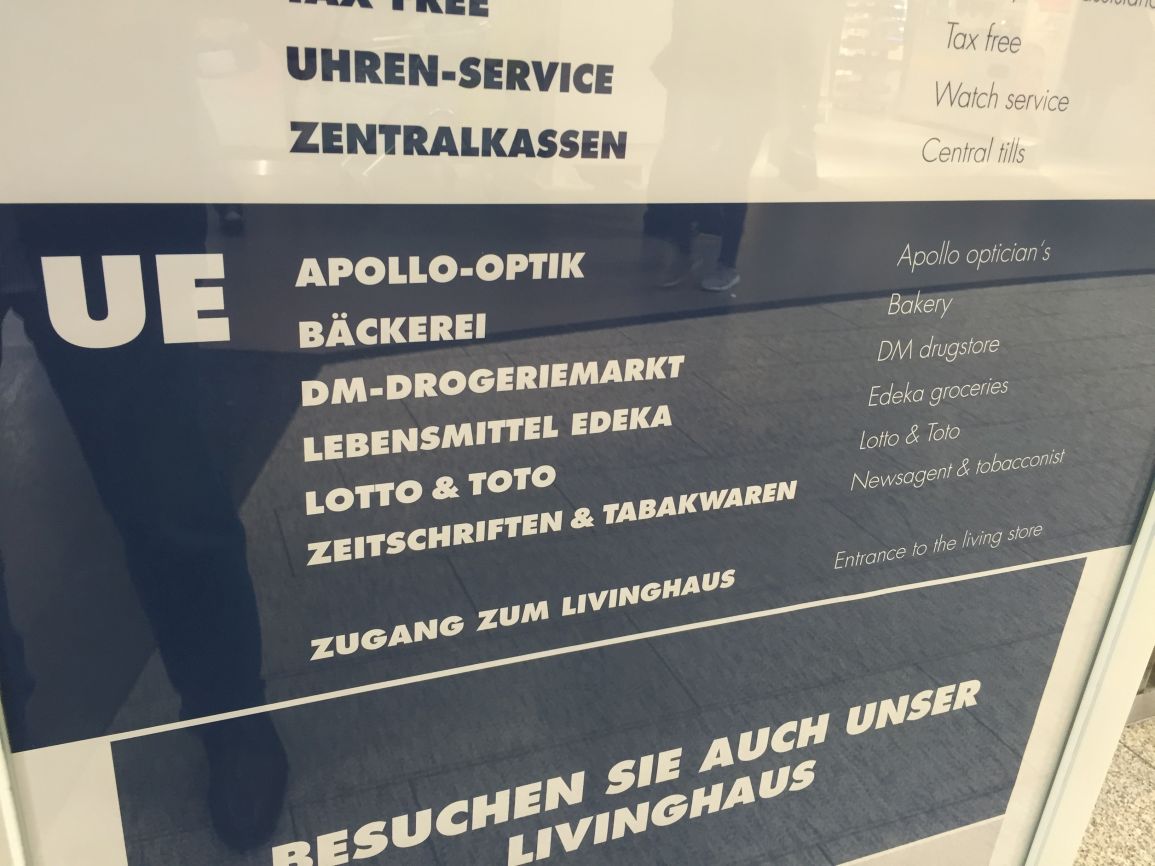 TAX FREE Tax free
UHREN-SERVICE Watch service
ZENTRALKASSEN Central tills
UE
APOLLO-OPTIK Apollo optician's
BÄCKEREI Bakery
DM-DROGERIEMARKT DM drugstore
LEBENSMITTEL EDEKA Edeka groceries
LOTTO & TOTO Lotto & Toto
ZEITSCHRIFTEN & TABAKWAREN Newsagent & tobacconist
ZUGANG ZUM LIVINGHAUS Entrance to the living store
BESUCHEN SIE AUCH UNSER
LIVINGHAUS